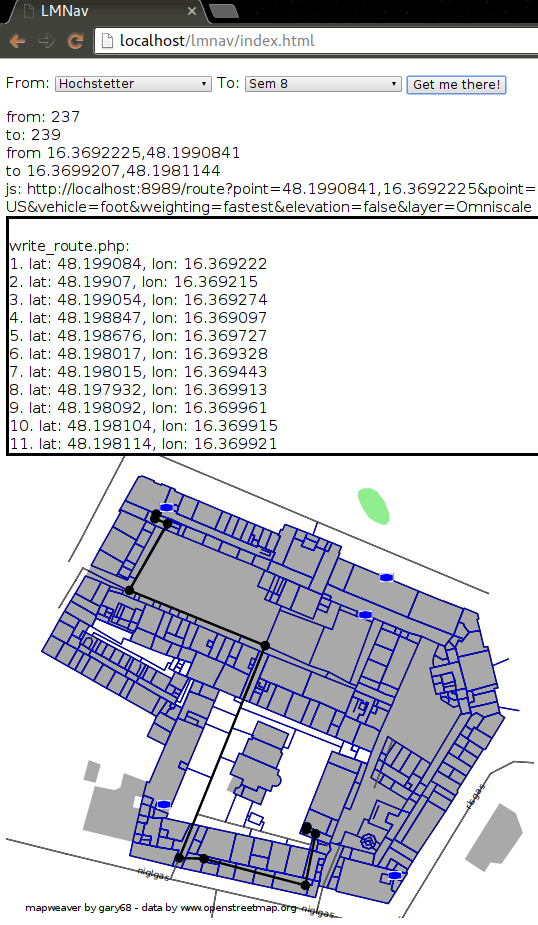 LMNav
localhost/lmnav/index.html
From: Hochstetter To: Sem 8 Get me there!
from: 237
to: 239
from 16.3692225,48.1990841
to 16.3699207,48.1981144
js: http://localhost:8989/route?point=48.1990841,16.3692225&point=
US&vehicle=foot&weighting=fastest&elevation=false&layer=Omniscale
write_route.php:
1. lat: 48.199084, lon: 16.369222
2. lat: 48.19907, lon: 16.369215
3. lat: 48.199054, lon: 16.369274
4. lat: 48.198847, lon: 16.369097
5. lat: 48.198676, lon: 16.369727
6. lat: 48.198017, lon: 16.369328
7. lat: 48.198015, lon: 16.369443
8. lat: 48.197932, lon: 16.369913
9. lat: 48.198092, lon: 16.369961
10. lat: 48.198104, lon: 16.369915
11. lat: 48.198114, lon: 16.369921
rlsgas
niglgas
niglgas
mapweaver by gary68 - data by www.openstreetmap.org